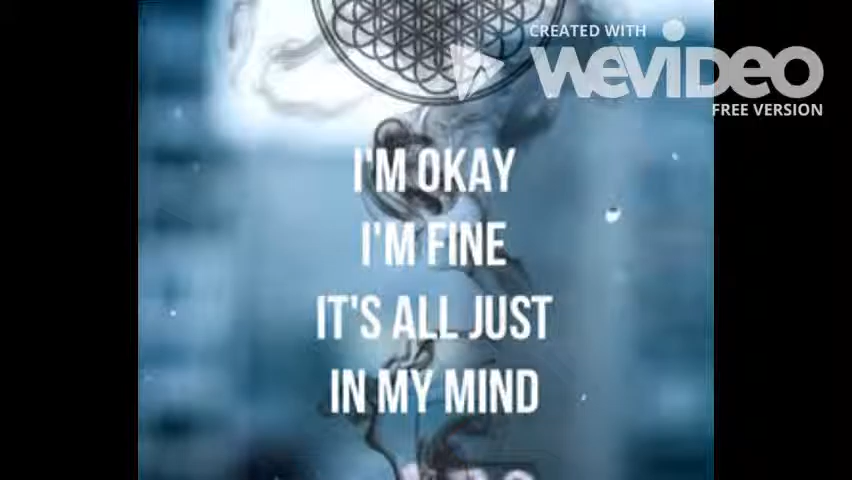 CREATED WITH
WEVIDEO
FREE VERSION
I'M OKAY
I'M FINE
IT'S ALL JUST
IN MY MIND